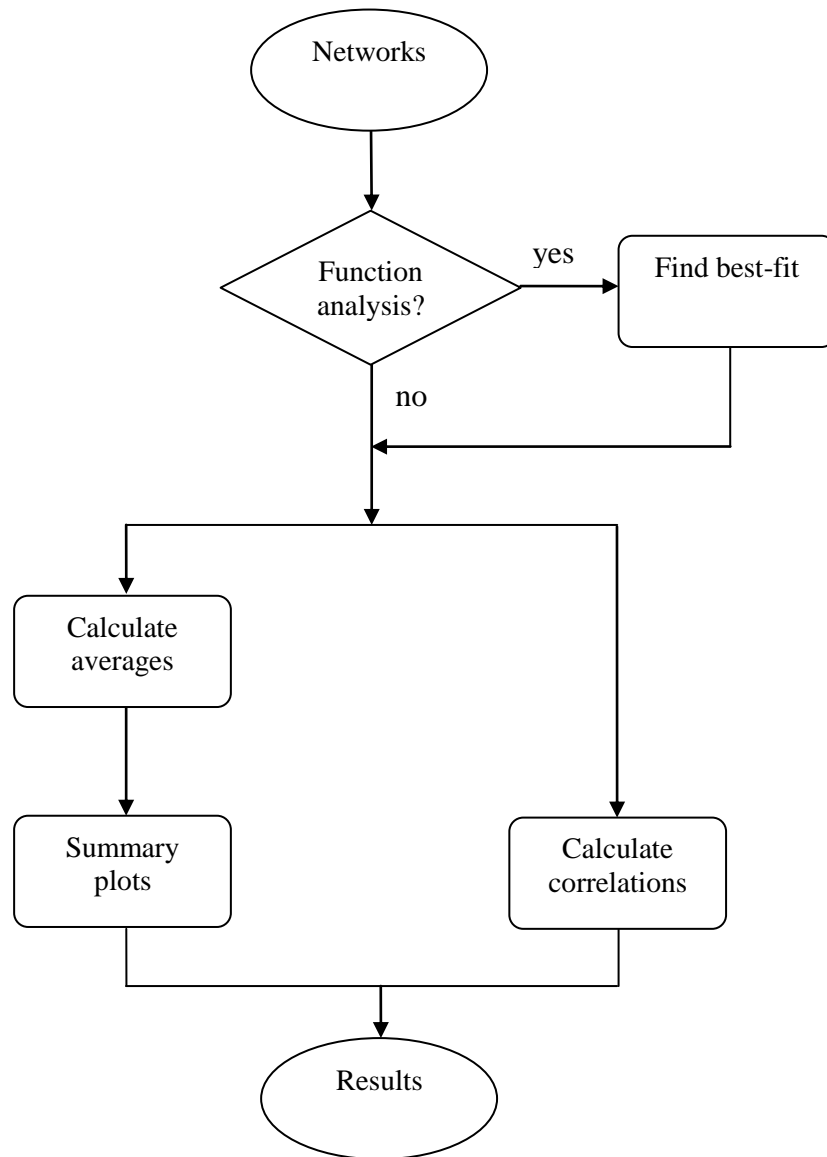 Networks
Function
analysis?
yes
Find best-fit
no
Calculate
averages
Summary
plots
Calculate
correlations
Results